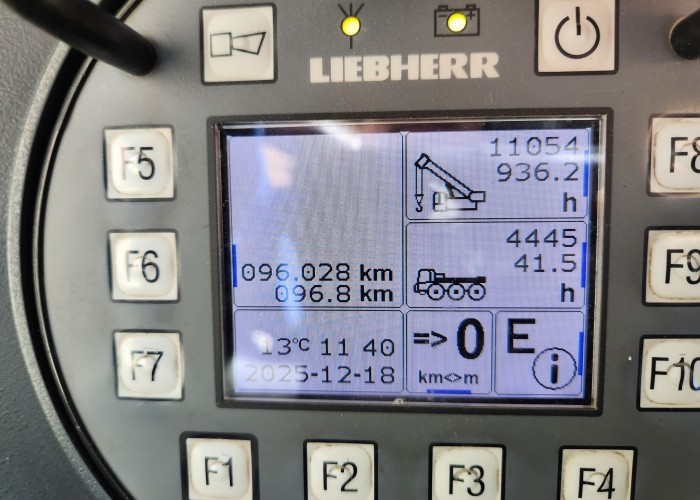 LIEBHERR
F5
F6
F7
F8
F9
F10
11054
936.2
h
4445
41.5
h
096.028 km
096.8 km
13°C 11 40
2025-12-18
=> 0
km<>m
E
i
F1
F2
F3
F4